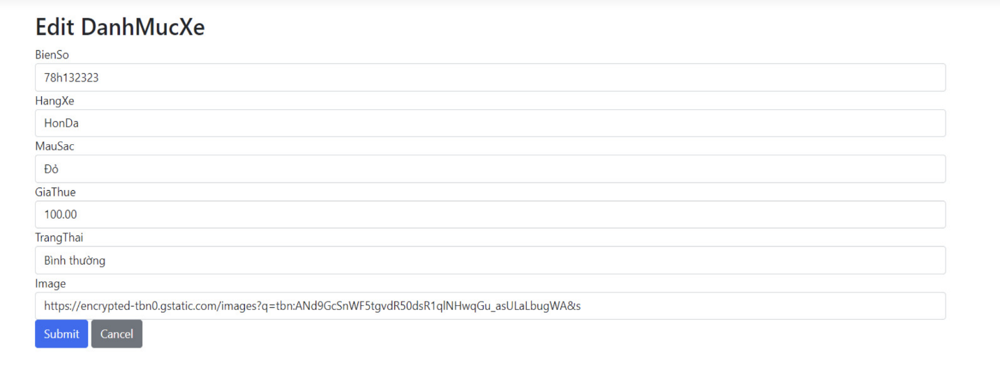 Edit DanhMucXe
BienSo
78h132323
HangXe
HonDa
MauSac
Đỏ
GiaThue
100.00
TrangThai
Bình thường
Image
https://encrypted-tbn0.gstatic.com/images?q=tbn:ANd9GcSnWF5tgvdR50dsR1qlNHwqGu_asULaLbugWA&s
Submit Cancel